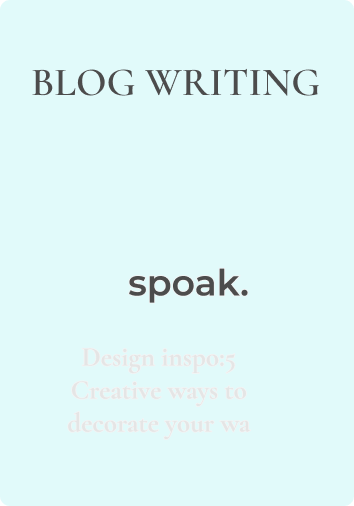 BLOG WRITING
spoak.
Design inspo:5
Creative ways to
decorate your wa